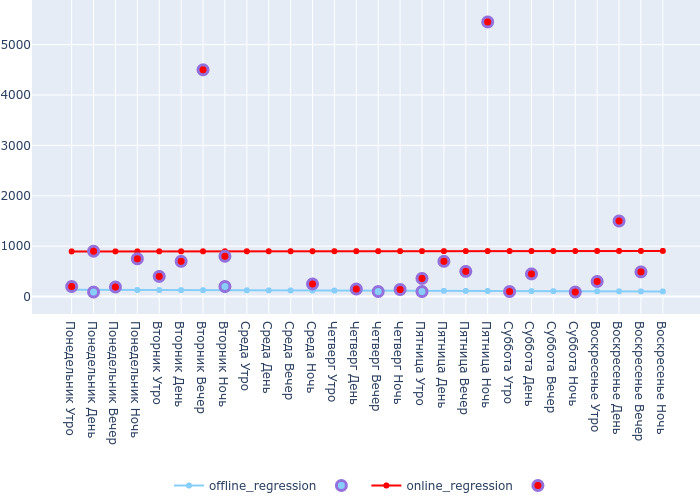 5000
4000
3000
2000
1000
0
Понедельник Утро
Понедельник День
Понедельник Вечер
Понедельник Ночь
Вторник Утро
Вторник День
Вторник Вечер
Вторник Ночь
Среда Утро
Среда День
Среда Вечер
Среда Ночь
Четверг Утро
Четверг День
Четверг Вечер
Четверг Ночь
Пятница Утро
Пятница День
Пятница Вечер
Пятница Ночь
Суббота Утро
Суббота День
Суббота Вечер
Суббота Ночь
Воскресенье Утро
Воскресенье День
Воскресенье Вечер
Воскресенье Ночь
offline_regression online_regression